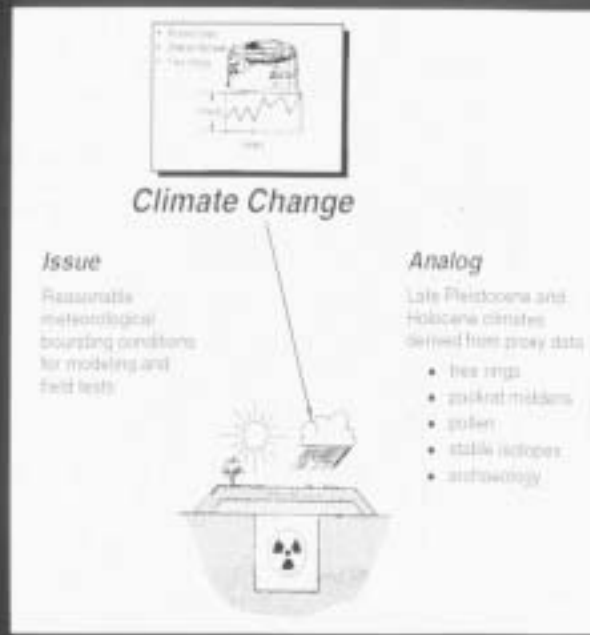 Climate Change
Issue
Reasonable
meteorological
bounding conditions
for modeling and
field tests
Analog
Late Pleistocene and
Holocene climates
derived from proxy data
• tree rings
• packrat middens
• pollen
• stable isotopes
• archaeology